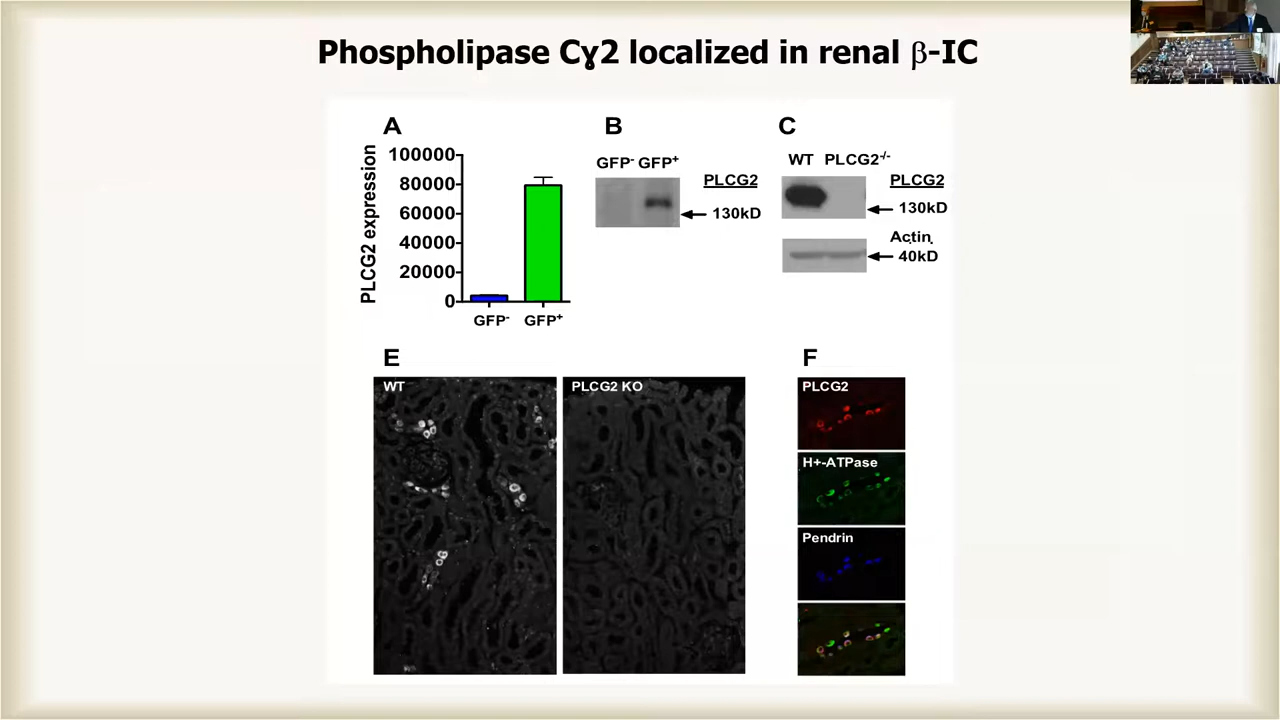 Phospholipase Cɣ2 localized in renal β-IC
A
PLCG2 expression
100000
80000
60000
40000
20000
0
GFP-
GFP+
B
GFP- GFP+
PLCG2
130kD
C
WT PLCG2-/-
PLCG2
130kD
Actin
40kD
E
WT
PLCG2 KO
F
PLCG2
H+-ATPase
Pendrin